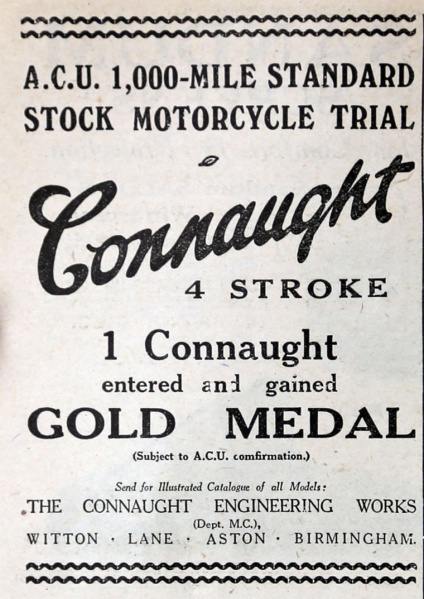 A.C.U. 1,000-MILE STANDARD
STOCK MOTORCYCLE TRIAL
Connaught
4 STROKE
1 Connaught
entered and gained
GOLD MEDAL
(Subject to A.C.U. comfirmation.)
Send for Illustrated Catalogue of all Models:
THE CONNAUGHT ENGINEERING WORKS
(Dept. M.C.),
WITTON · LANE · ASTON · BIRMINGHAM.